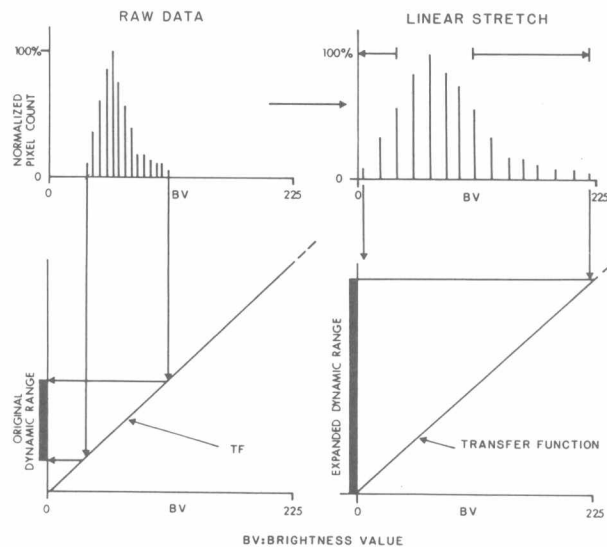 RAW DATA
LINEAR STRETCH
100%
NORMALIZED
PIXEL COUNT
0
0
BV
225
100%
0
0
BV
225
ORIGINAL
DYNAMIC RANGE
TF
0
BV
225
EXPANDED DYNAMIC RANGE
TRANSFER FUNCTION
0
BV
225
BV:BRIGHTNESS VALUE